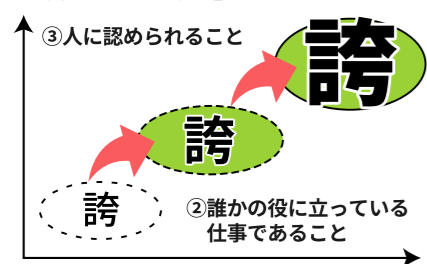 ③人に認められること
誇
誇
誇
②誰かの役に立っている
仕事であること